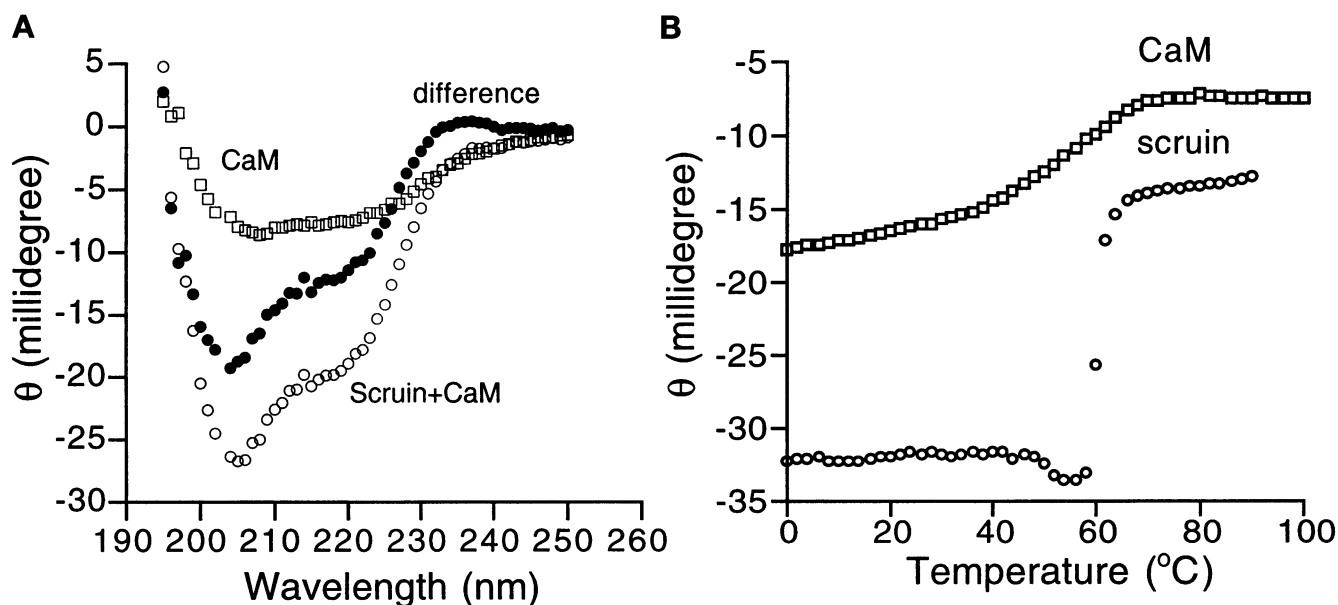 A
5
0
-5
-10
-15
-20
-25
-30
θ (millidegree)
difference
CaM
Scruin+CaM
190 200 210 220 230 240 250 260
Wavelength (nm)
B
-5
-10
-15
-20
-25
-30
-35
θ (millidegree)
CaM
scruin
0 20 40 60 80 100
Temperature (°C)